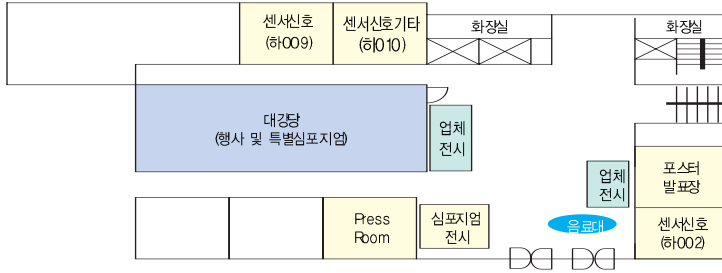 센서신호
(하009)
센서신호기타
(하010)
화장실
화장실
대강당
(행사 및 특별심포지엄)
업체
전시
업체
전시
포스터
발표장
Press
Room
심포지엄
전시
음료대
센서신호
(하002)